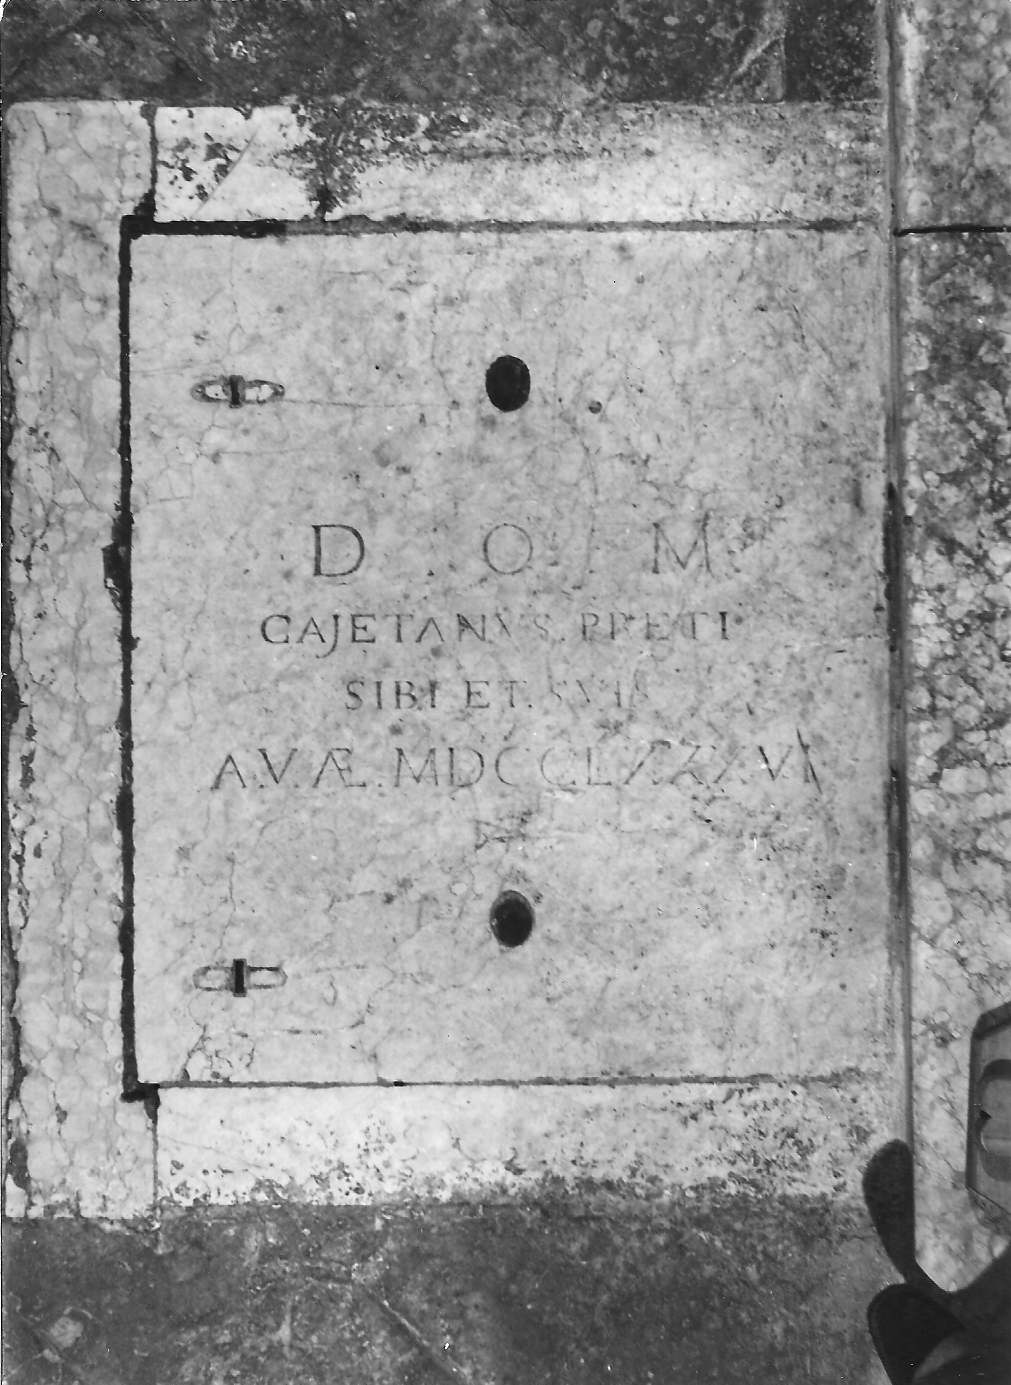 D O M
CAJETANVS. PRETI
SIBI ET. SVIS
A.V.Æ. MDCCLXXXVI